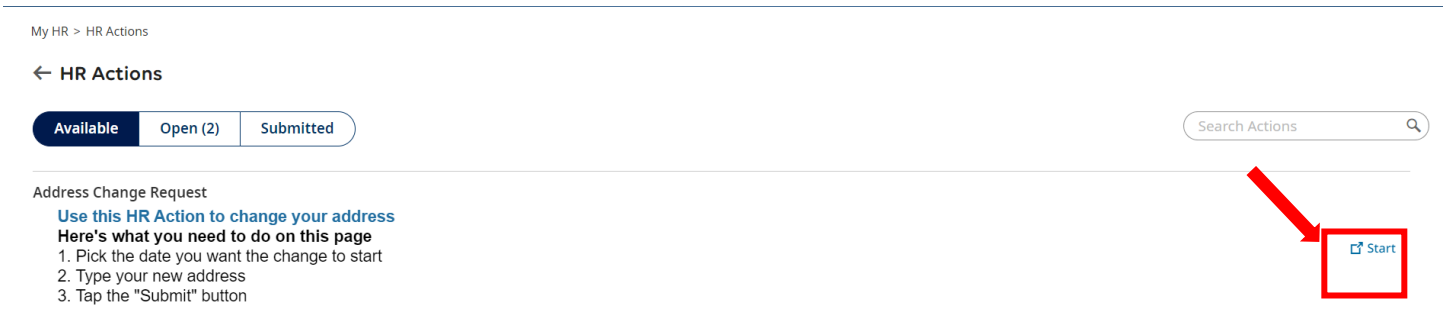 My HR > HR Actions
← HR Actions
Available Open (2) Submitted
Search Actions
Address Change Request
Use this HR Action to change your address
Here's what you need to do on this page
1. Pick the date you want the change to start
Start
2. Type your new address
3. Tap the "Submit" button